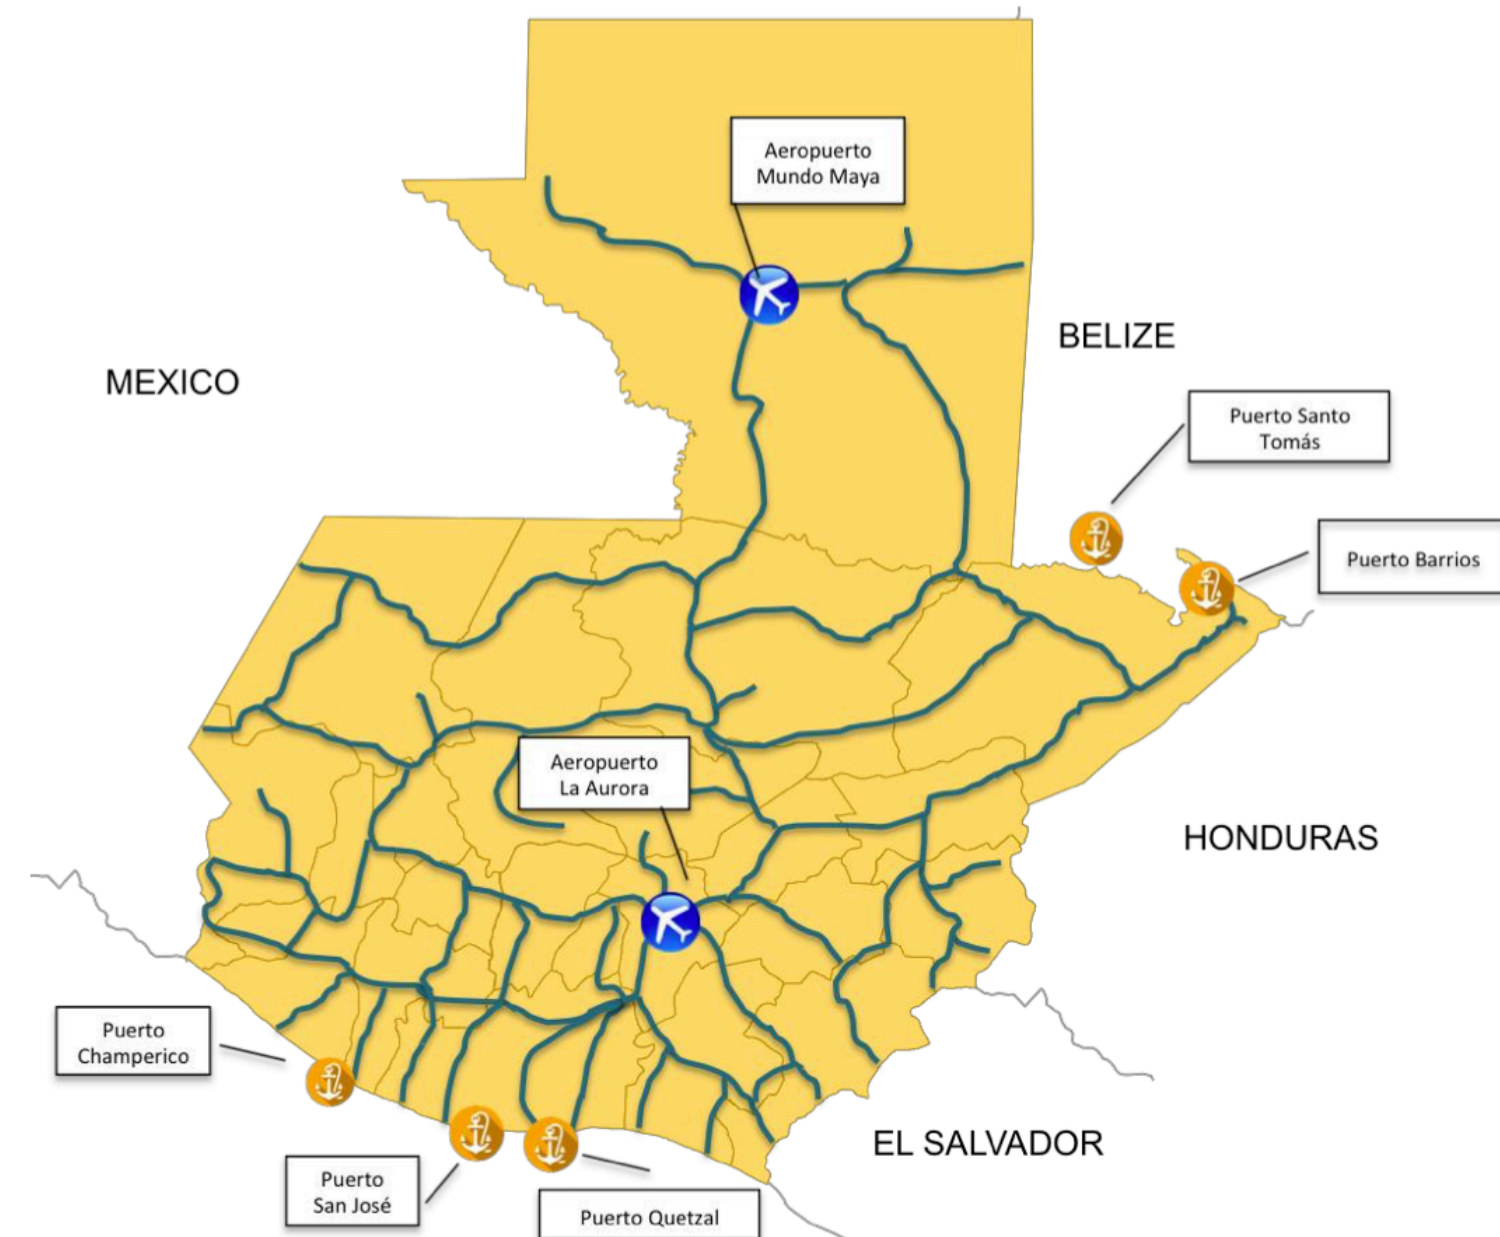 Aeropuerto
Mundo Maya
BELIZE
MEXICO
Puerto Santo
Tomás
Puerto Barrios
Aeropuerto
La Aurora
HONDURAS
Puerto
Champerico
EL SALVADOR
Puerto
San José
Puerto Quetzal